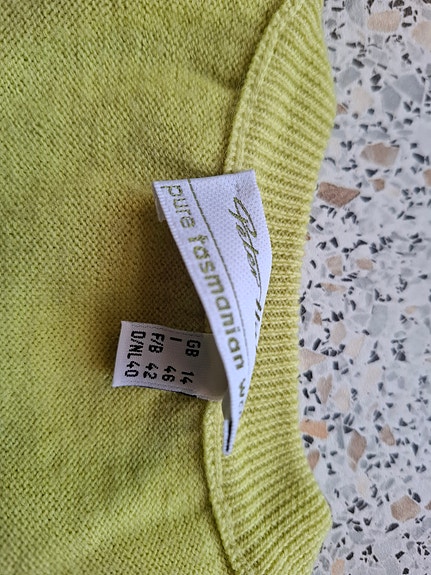 Peter
pure tasmanian
GB 14
I 46
F/B 42
D/NL 40